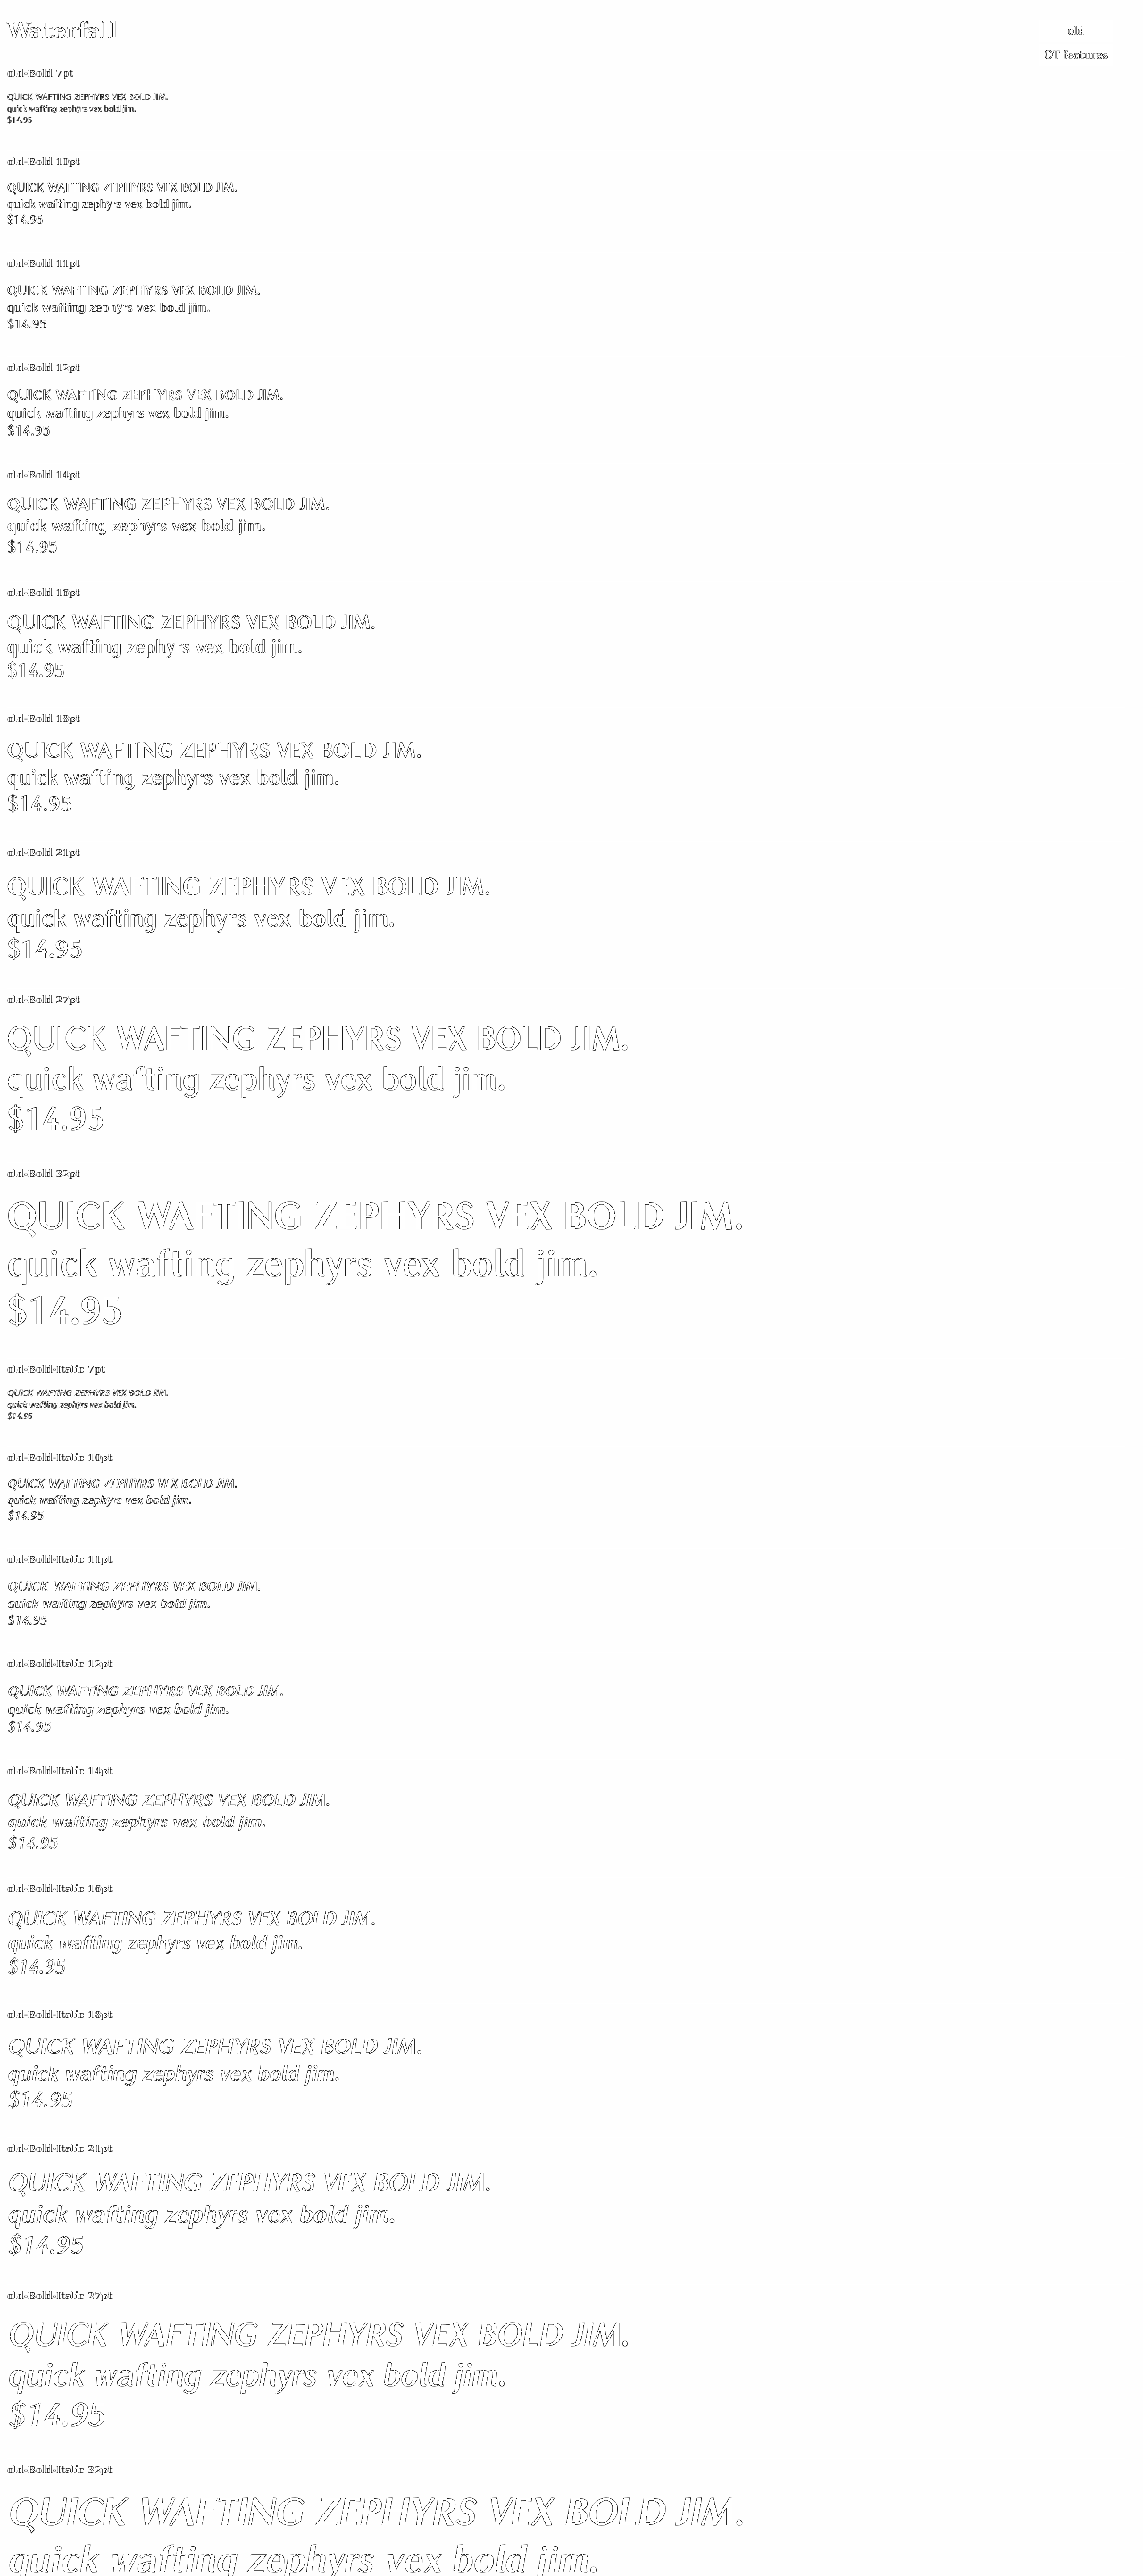 Waterfall
old
OT features
old-Bold 7pt
QUICK WAFTING ZEPHYRS VEX BOLD JIM.
quick wafting zephyrs vex bold jim.
$14.95
old-Bold 10pt
QUICK WAFTING ZEPHYRS VEX BOLD JIM.
quick wafting zephyrs vex bold jim.
$14.95
old-Bold 11pt
QUICK WAFTING ZEPHYRS VEX BOLD JIM.
quick wafting zephyrs vex bold jim.
$14.95
old-Bold 12pt
QUICK WAFTING ZEPHYRS VEX BOLD JIM.
quick wafting zephyrs vex bold jim.
$14.95
old-Bold 14pt
QUICK WAFTING ZEPHYRS VEX BOLD JIM.
quick wafting zephyrs vex bold jim.
$14.95
old-Bold 16pt
QUICK WAFTING ZEPHYRS VEX BOLD JIM.
quick wafting zephyrs vex bold jim.
$14.95
old-Bold 18pt
QUICK WAFTING ZEPHYRS VEX BOLD JIM.
quick wafting zephyrs vex bold jim.
$14.95
old-Bold 21pt
QUICK WAFTING ZEPHYRS VEX BOLD JIM.
quick wafting zephyrs vex bold jim.
$14.95
old-Bold 27pt
QUICK WAFTING ZEPHYRS VEX BOLD JIM.
quick wafting zephyrs vex bold jim.
$14.95
old-Bold 32pt
QUICK WAFTING ZEPHYRS VEX BOLD JIM.
quick wafting zephyrs vex bold jim.
$14.95
old-Bold-Italic 7pt
QUICK WAFTING ZEPHYRS VEX BOLD JIM.
quick wafting zephyrs vex bold jim.
$14.95
old-Bold-Italic 10pt
QUICK WAFTING ZEPHYRS VEX BOLD JIM.
quick wafting zephyrs vex bold jim.
$14.95
old-Bold-Italic 11pt
QUICK WAFTING ZEPHYRS VEX BOLD JIM.
quick wafting zephyrs vex bold jim.
$14.95
old-Bold-Italic 12pt
QUICK WAFTING ZEPHYRS VEX BOLD JIM.
quick wafting zephyrs vex bold jim.
$14.95
old-Bold-Italic 14pt
QUICK WAFTING ZEPHYRS VEX BOLD JIM.
quick wafting zephyrs vex bold jim.
$14.95
old-Bold-Italic 16pt
QUICK WAFTING ZEPHYRS VEX BOLD JIM.
quick wafting zephyrs vex bold jim.
$14.95
old-Bold-Italic 18pt
QUICK WAFTING ZEPHYRS VEX BOLD JIM.
quick wafting zephyrs vex bold jim.
$14.95
old-Bold-Italic 21pt
QUICK WAFTING ZEPHYRS VEX BOLD JIM.
quick wafting zephyrs vex bold jim.
$14.95
old-Bold-Italic 27pt
QUICK WAFTING ZEPHYRS VEX BOLD JIM.
quick wafting zephyrs vex bold jim.
$14.95
old-Bold-Italic 32pt
QUICK WAFTING ZEPHYRS VEX BOLD JIM.
quick wafting zephyrs vex bold jim.